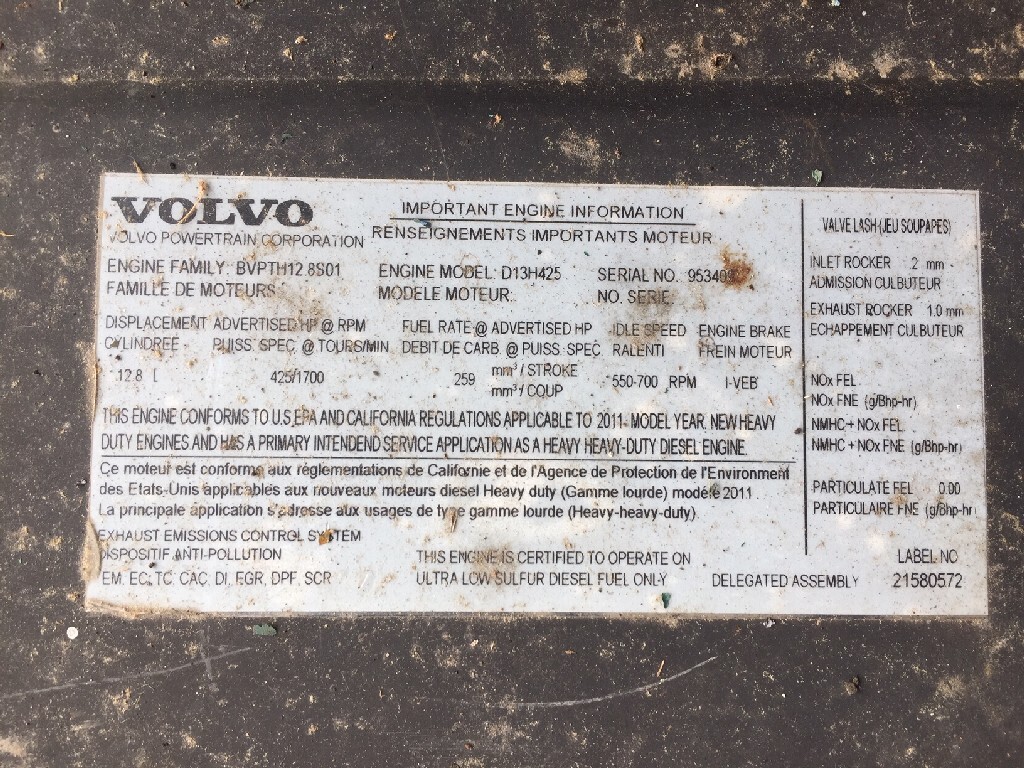 VOLVO
VOLVO POWERTRAIN CORPORATION
IMPORTANT ENGINE INFORMATION
RENSEIGNEMENTS IMPORTANTS MOTEUR
ENGINE FAMILY: BVPTH12.8S01
FAMILLE DE MOTEURS
ENGINE MODEL: D13H425
MODELE MOTEUR:
SERIAL NO.
NO. SERIE.
DISPLACEMENT ADVERTISED HP @ RPM FUEL RATE @ ADVERTISED HP IDLE SPEED ENGINE BRAKE
CYLINDREE PUISS. SPEC. @ TOURS/MIN DEBIT DE CARB. @ PUISS. SPEC. RALENTI FREIN MOTEUR
12.8 L 425/1700 259 mm³ / STROKE 550-700 RPM I-VEB
mm³ / COUP
THIS ENGINE CONFORMS TO U.S.EPA AND CALIFORNIA REGULATIONS APPLICABLE TO 2011- MODEL YEAR. NEW HEAVY
DUTY ENGINES AND HAS A PRIMARY INTENDEND SERVICE APPLICATION AS A HEAVY HEAVY-DUTY DIESEL ENGINE.
Çe moteur est conforme aux réglementations de Californie et de l'Agence de Protection de l'Environment
des Etats-Unis applicables aux nouveaux moteurs diesel Heavy duty (Gamme lourde) modéle 2011.
La principale application s'adresse aux usages de type gamme lourde (Heavy-heavy-duty).
EXHAUST EMISSIONS CONTROL SYSTEM
DISPOSITIF ANTI-POLLUTION
EM, EC, TC, CAC, DI, EGR, DPF, SCR
THIS ENGINE IS CERTIFIED TO OPERATE ON
ULTRA LOW SULFUR DIESEL FUEL ONLY
DELEGATED ASSEMBLY
VALVE LASH (JEU SOUPAPES)
INLET ROCKER .2 mm
ADMISSION CULBUTEUR
EXHAUST ROCKER 1.0 mm
ECHAPPEMENT CULBUTEUR
NOx FEL
NOx FNE (g/Bhp-hr)
NMHC + NOx FEL
NMHC + NOx FNE (g/Bhp-hr)
PARTICULATE FEL 0.00
PARTICULAIRE FNE (g/Bhp-hr)
LABEL NO
21580572